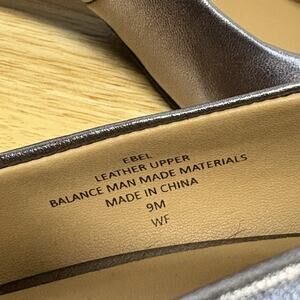 EBEL
LEATHER UPPER
BALANCE MAN MADE MATERIALS
MADE IN CHINA
9M
WF